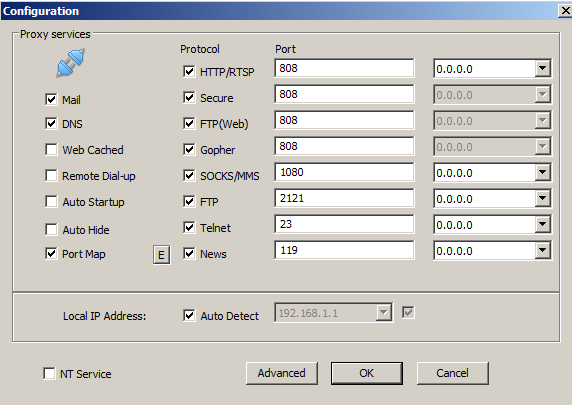 Configuration
Proxy services
Protocol Port
HTTP/RTSP 808 0.0.0.0
Mail Secure 808 0.0.0.0
DNS FTP(Web) 808 0.0.0.0
Web Cached Gopher 808 0.0.0.0
Remote Dial-up SOCKS/MMS 1080 0.0.0.0
Auto Startup FTP 2121 0.0.0.0
Auto Hide Telnet 23 0.0.0.0
Port Map E News 119 0.0.0.0
Local IP Address: Auto Detect 192.168.1.1
NT Service Advanced OK Cancel